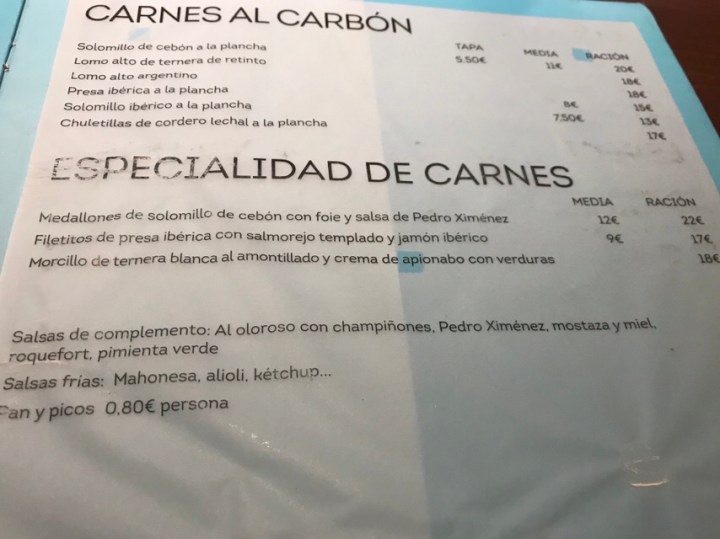 CARNES AL CARBÓN
TAPA MEDIA RACIÓN
Solomillo de cebón a la plancha 5.50€ 11€ 20€
Lomo alto de ternera de retinto 18€
Lomo alto argentino 18€
Presa ibérica a la plancha 8€ 15€
Solomillo ibérico a la plancha 7.50€ 13€
Chuletillas de cordero lechal a la plancha 17€
ESPECIALIDAD DE CARNES
MEDIA RACIÓN
Medallones de solomillo de cebón con foie y salsa de Pedro Ximénez 12€ 22€
Filetitos de presa ibérica con salmorejo templado y jamón ibérico 9€ 17€
Morcillo de ternera blanca al amontillado y crema de apionabo con verduras 18€
Salsas de complemento: Al oloroso con champiñones, Pedro Ximénez, mostaza y miel,
roquefort, pimienta verde
Salsas frias: Mahonesa, alioli, kétchup...
Pan y picos 0,80€ persona